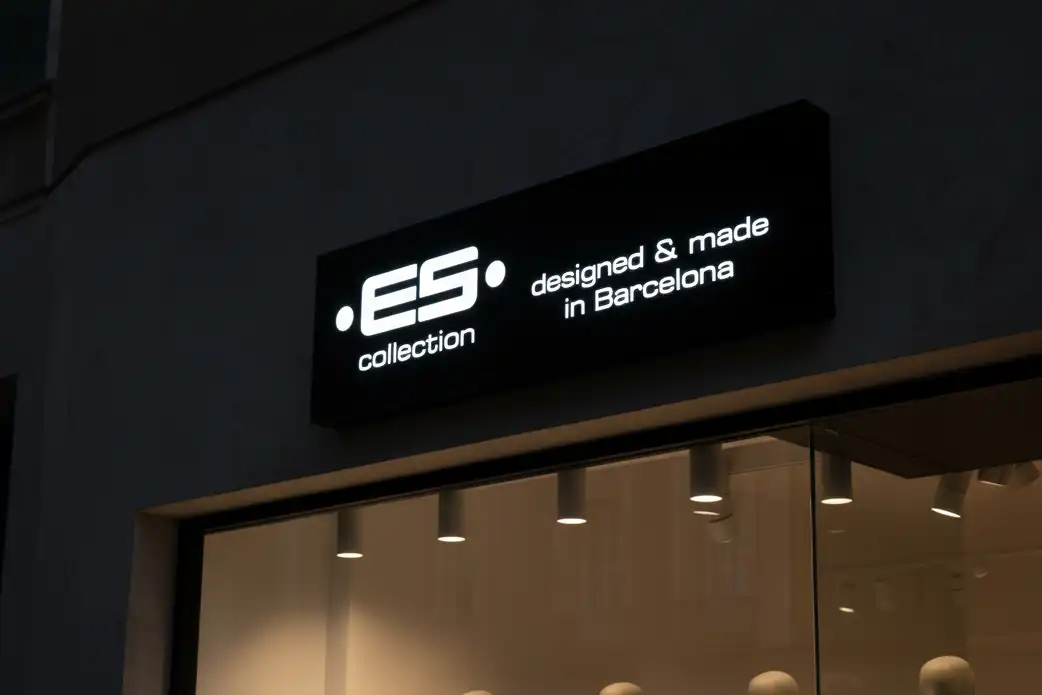 •ES•
collection
designed & made
in Barcelona